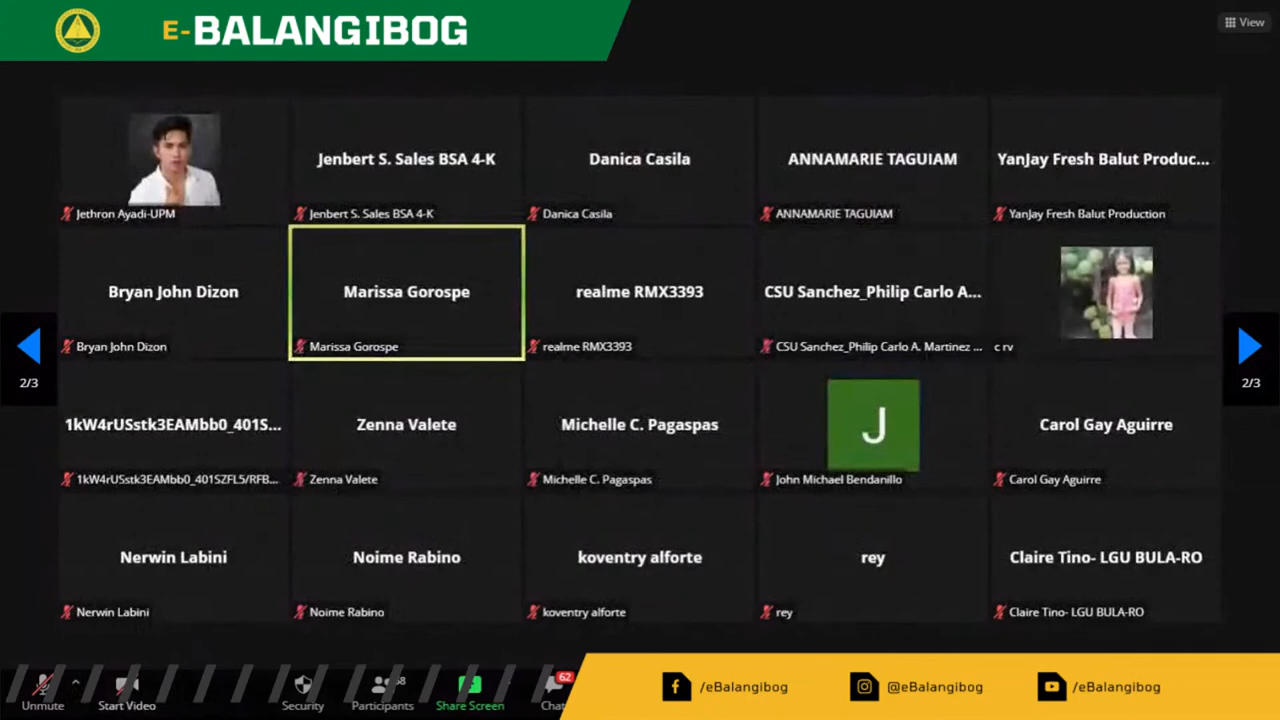 E-BALANGIBOG
View
Jethron Ayadi-UPM
Jenbert S. Sales BSA 4-K
Jenbert S. Sales BSA 4-K
Danica Casila
Danica Casila
ANNAMARIE TAGUIAM
ANNAMARIE TAGUIAM
YanJay Fresh Balut Produc...
YanJay Fresh Balut Production
Bryan John Dizon
Bryan John Dizon
Marissa Gorospe
Marissa Gorospe
realme RMX3393
realme RMX3393
CSU Sanchez_Philip Carlo A...
CSU Sanchez_Philip Carlo A. Martinez ...
c rv
2/3
2/3
1kW4rUSstk3EAMbb0_401S...
1kW4rUSstk3EAMbb0_401SZFL5/RFB...
Zenna Valete
Zenna Valete
Michelle C. Pagaspas
Michelle C. Pagaspas
J
John Michael Bendanillo
Carol Gay Aguirre
Carol Gay Aguirre
Nerwin Labini
Nerwin Labini
Noime Rabino
Noime Rabino
koventry alforte
koventry alforte
rey
rey
Claire Tino- LGU BULA-RO
Claire Tino- LGU BULA-RO
Unmute
Start Video
Security
Participants
Share Screen
62
Chat
/eBalangibog
@eBalangibog
/eBalangibog